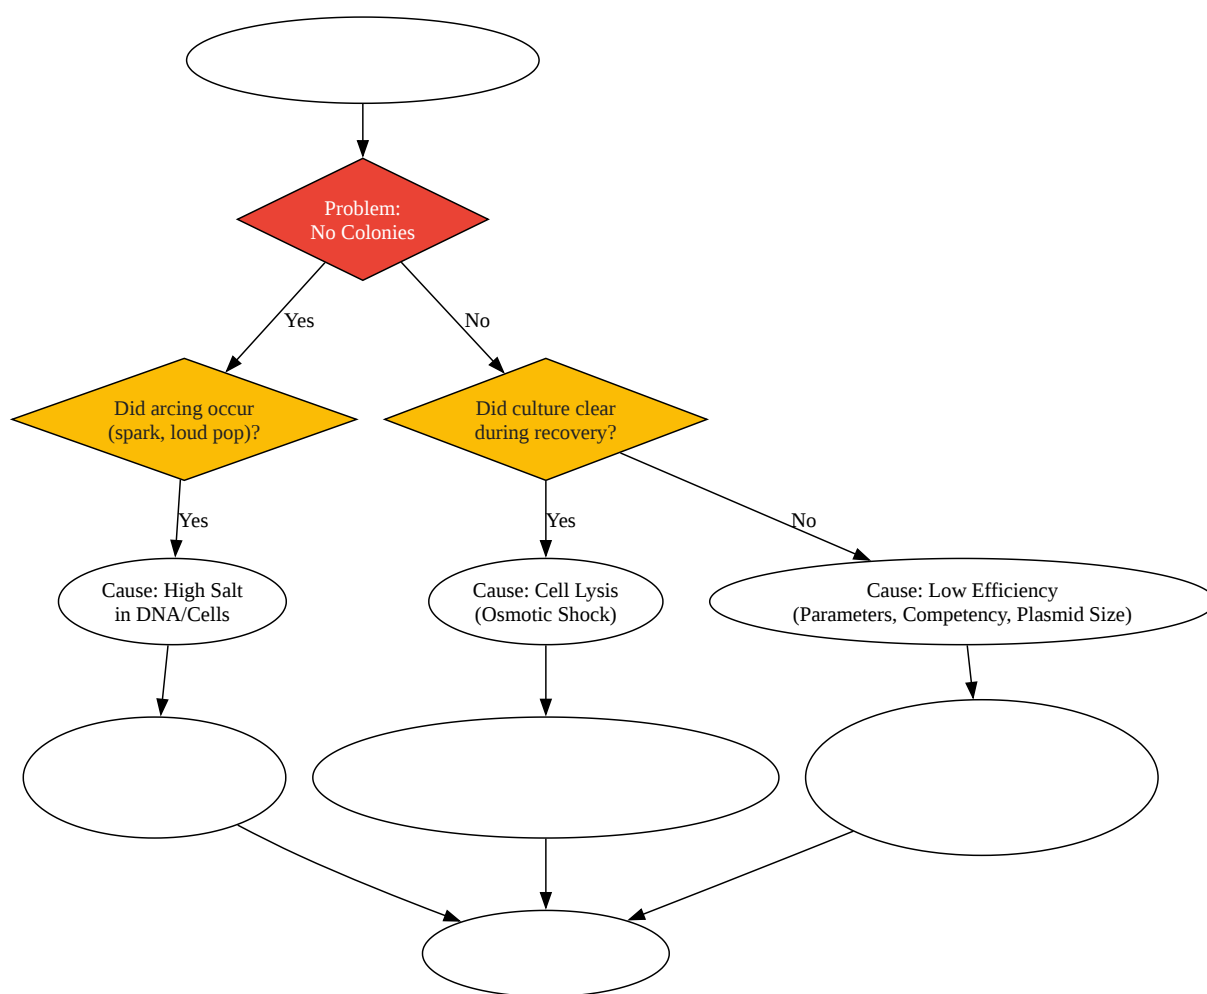 Problem:
No Colonies
Yes
No
Did arcing occur
(spark, loud pop)?
Did culture clear
during recovery?
Yes
Yes
No
Cause: High Salt
in DNA/Cells
Cause: Cell Lysis
(Osmotic Shock)
Cause: Low Efficiency
(Parameters, Competency, Plasmid Size)